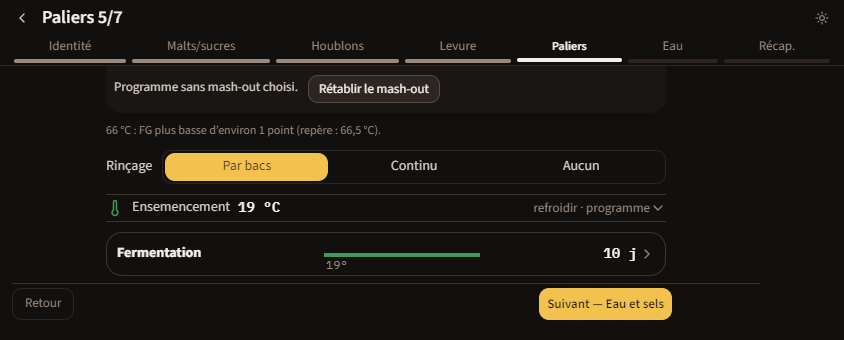 Paliers 5/7
Identité Malts/sucres Houblons Levure Paliers Eau Récap.
Programme sans mash-out choisi. Rétablir le mash-out
66 °C : FG plus basse d'environ 1 point (repère : 66,5 °C).
Rinçage Par bacs Continu Aucun
Ensemencement 19 °C refroidir · programme
Fermentation 10 j
19°
Retour Suivant — Eau et sels